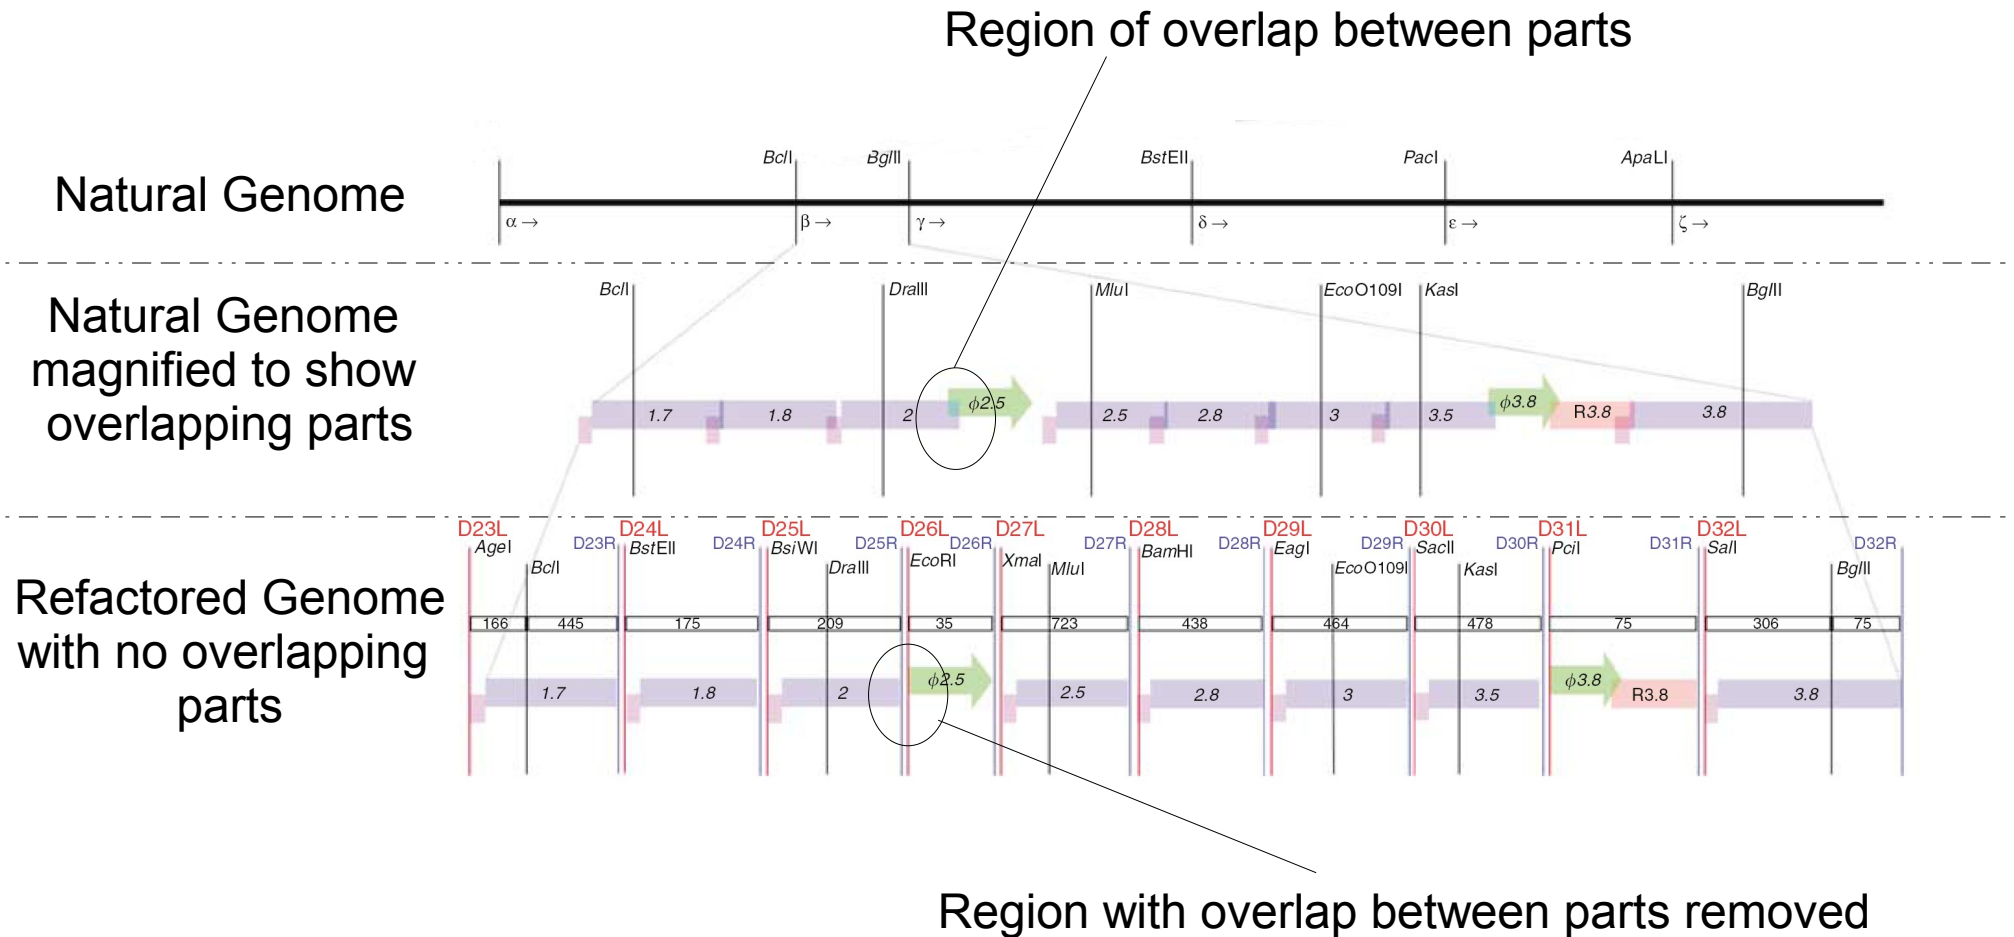 Region of overlap between parts
BclI BglII BstEII PacI ApaLI
Natural Genome
α→ β→ γ→ δ→ ε→ ζ→
BclI DraIII MluI EcoO109I KasI BglII
Natural Genome
magnified to show
overlapping parts
1.7 1.8 2 ϕ2.5 2.5 2.8 3 3.5 ϕ3.8 R3.8 3.8
D23L D24L D25L D26L D27L D28L D29L D30L D31L D32L
D23R D24R D25R D26R D27R D28R D29R D30R D31R D32R
AgeI BstEII BsiWI EcoRI XmaI BamHI EagI SacII PciI SalI
BclI DraIII MluI EcoO109I KasI BglII
Refactored Genome
with no overlapping
parts
166 445 175 209 35 723 438 464 478 75 306 75
1.7 1.8 2 ϕ2.5 2.5 2.8 3 3.5 ϕ3.8 R3.8 3.8
Region with overlap between parts removed